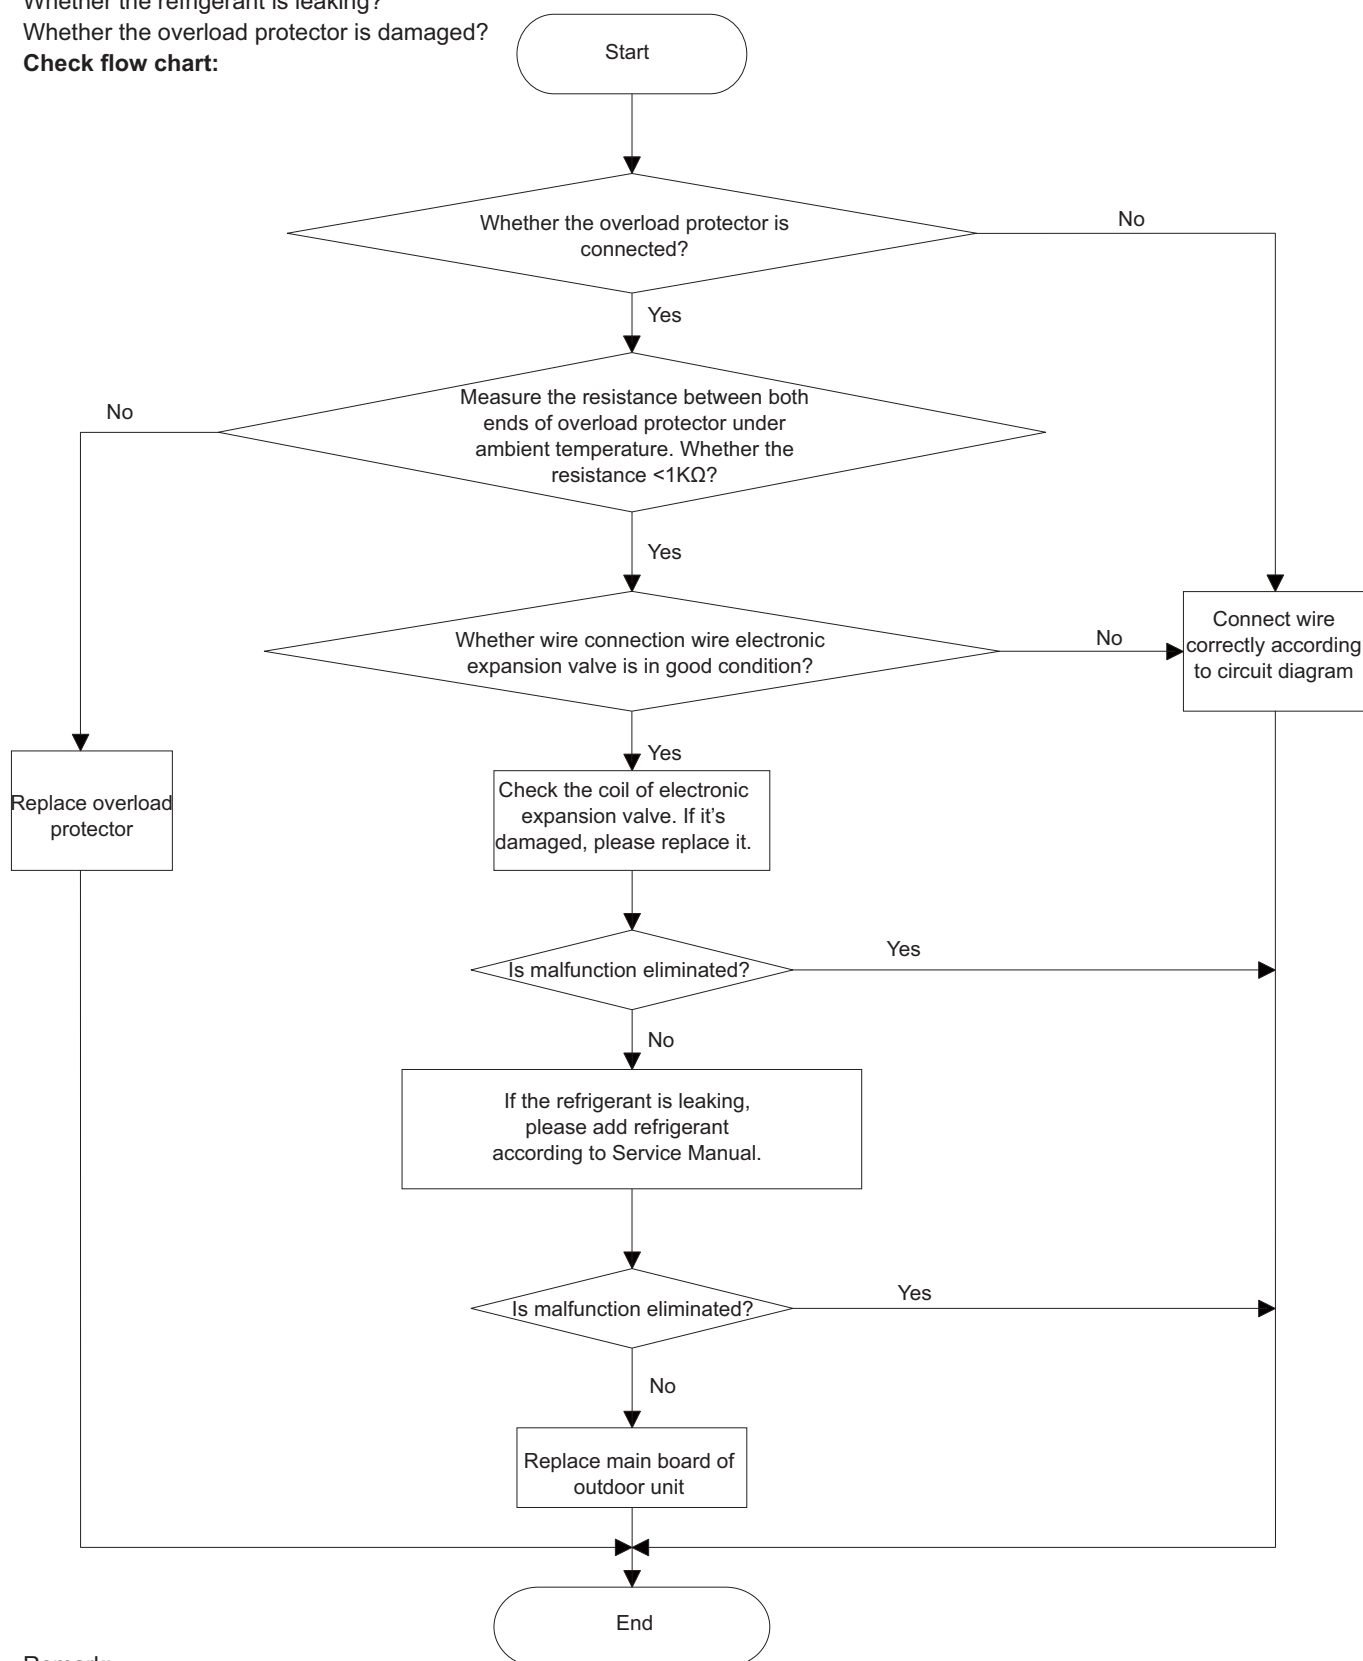 Whether the refrigerant is leaking?
Whether the overload protector is damaged?
Check flow chart:
Start
Whether the overload protector is
connected?
No
Yes
Measure the resistance between both
ends of overload protector under
ambient temperature. Whether the
resistance <1KΩ?
No
Yes
Whether wire connection wire electronic
expansion valve is in good condition?
No
Connect wire
correctly according
to circuit diagram
Yes
Replace overload
protector
Check the coil of electronic
expansion valve. If it’s
damaged, please replace it.
Is malfunction eliminated?
Yes
No
If the refrigerant is leaking,
please add refrigerant
according to Service Manual.
Is malfunction eliminated?
Yes
No
Replace main board of
outdoor unit
End